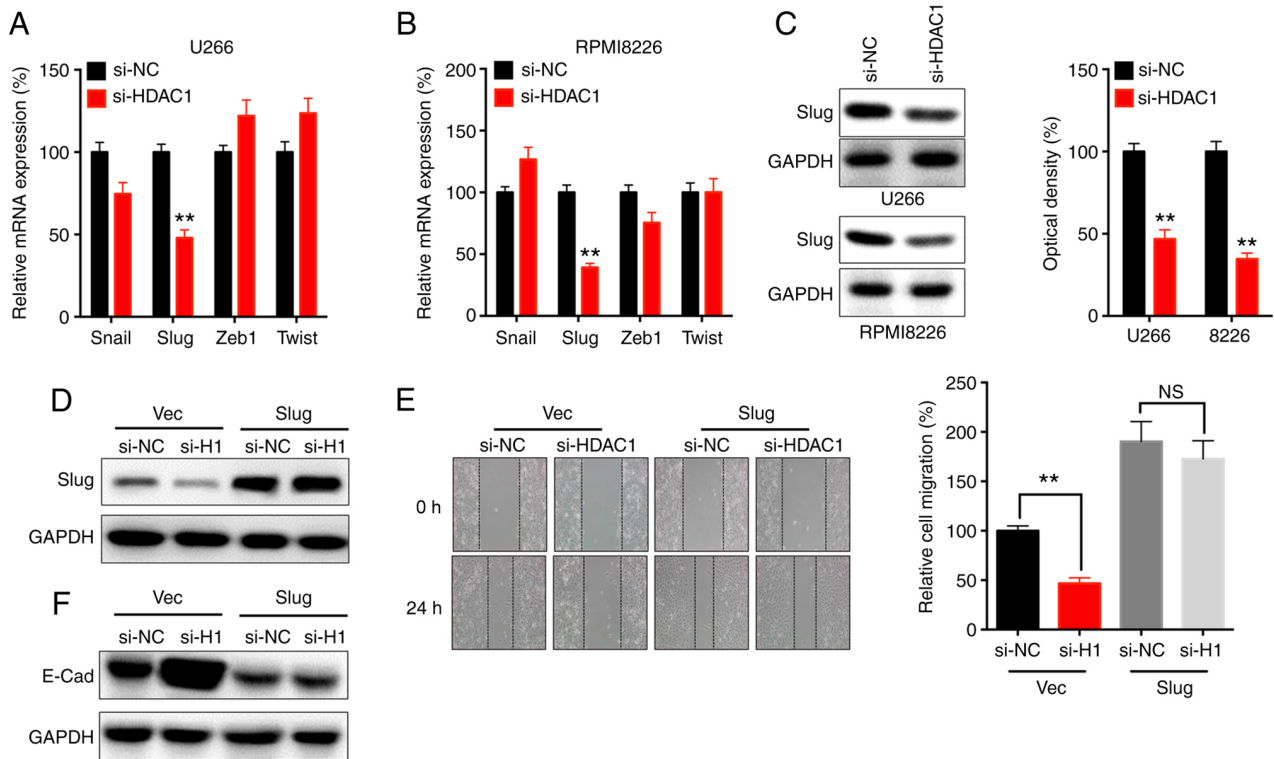 A
U266
si-NC
si-HDAC1
Relative mRNA expression (%)
150
100
50
0
Snail Slug Zeb1 Twist
**
B
RPMI8226
si-NC
si-HDAC1
Relative mRNA expression (%)
200
150
100
50
0
Snail Slug Zeb1 Twist
**
C
si-NC si-HDAC1
Slug
GAPDH
U266
Slug
GAPDH
RPMI8226
si-NC
si-HDAC1
Optical density (%)
150
100
50
0
** **
U266 8226
D
Vec Slug
si-NC si-H1 si-NC si-H1
Slug
GAPDH
E
Vec Slug
si-NC si-HDAC1 si-NC si-HDAC1
0 h
24 h
Relative cell migration (%)
250
200
150
100
50
0
**
NS
si-NC si-H1 si-NC si-H1
Vec Slug
F
Vec Slug
si-NC si-H1 si-NC si-H1
E-Cad
GAPDH